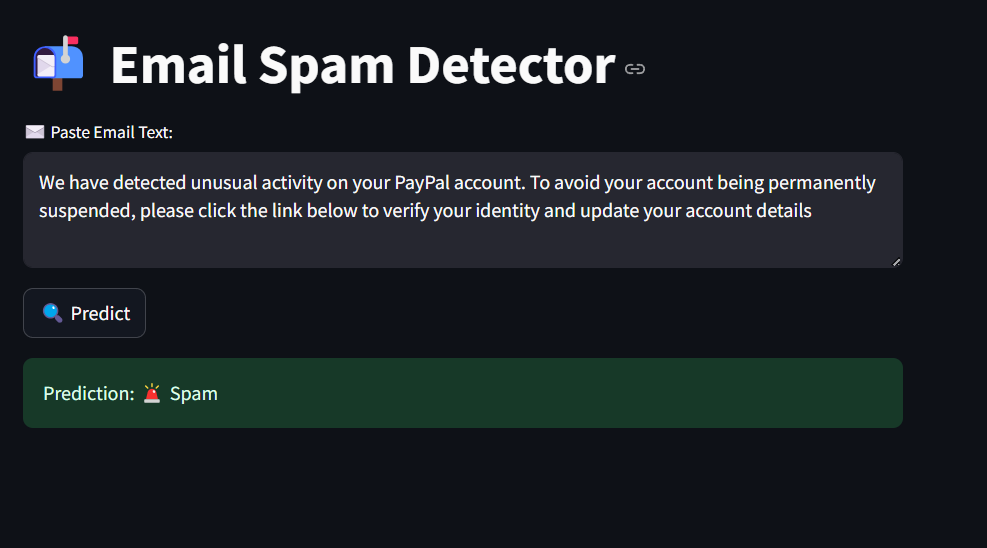 Email Spam Detector
Paste Email Text:
We have detected unusual activity on your PayPal account. To avoid your account being permanently
suspended, please click the link below to verify your identity and update your account details
Predict
Prediction: 🚨 Spam